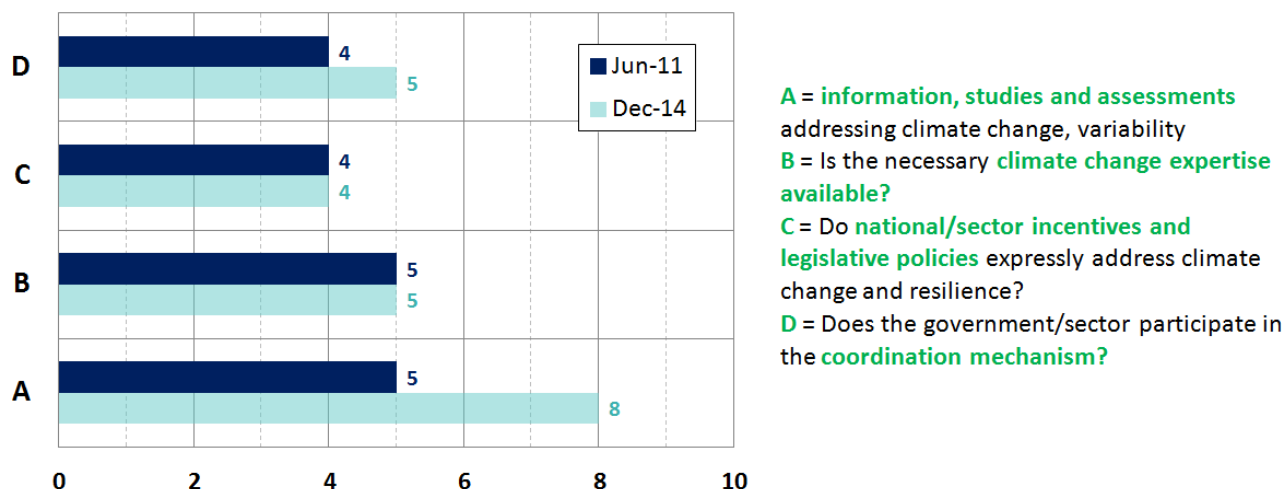 D
4
5
Jun-11
Dec-14
C
4
4
B
5
5
A
5
8
0 2 4 6 8 10
A = information, studies and assessments
addressing climate change, variability
B = Is the necessary climate change expertise
available?
C = Do national/sector incentives and
legislative policies expressly address climate
change and resilience?
D = Does the government/sector participate in
the coordination mechanism?